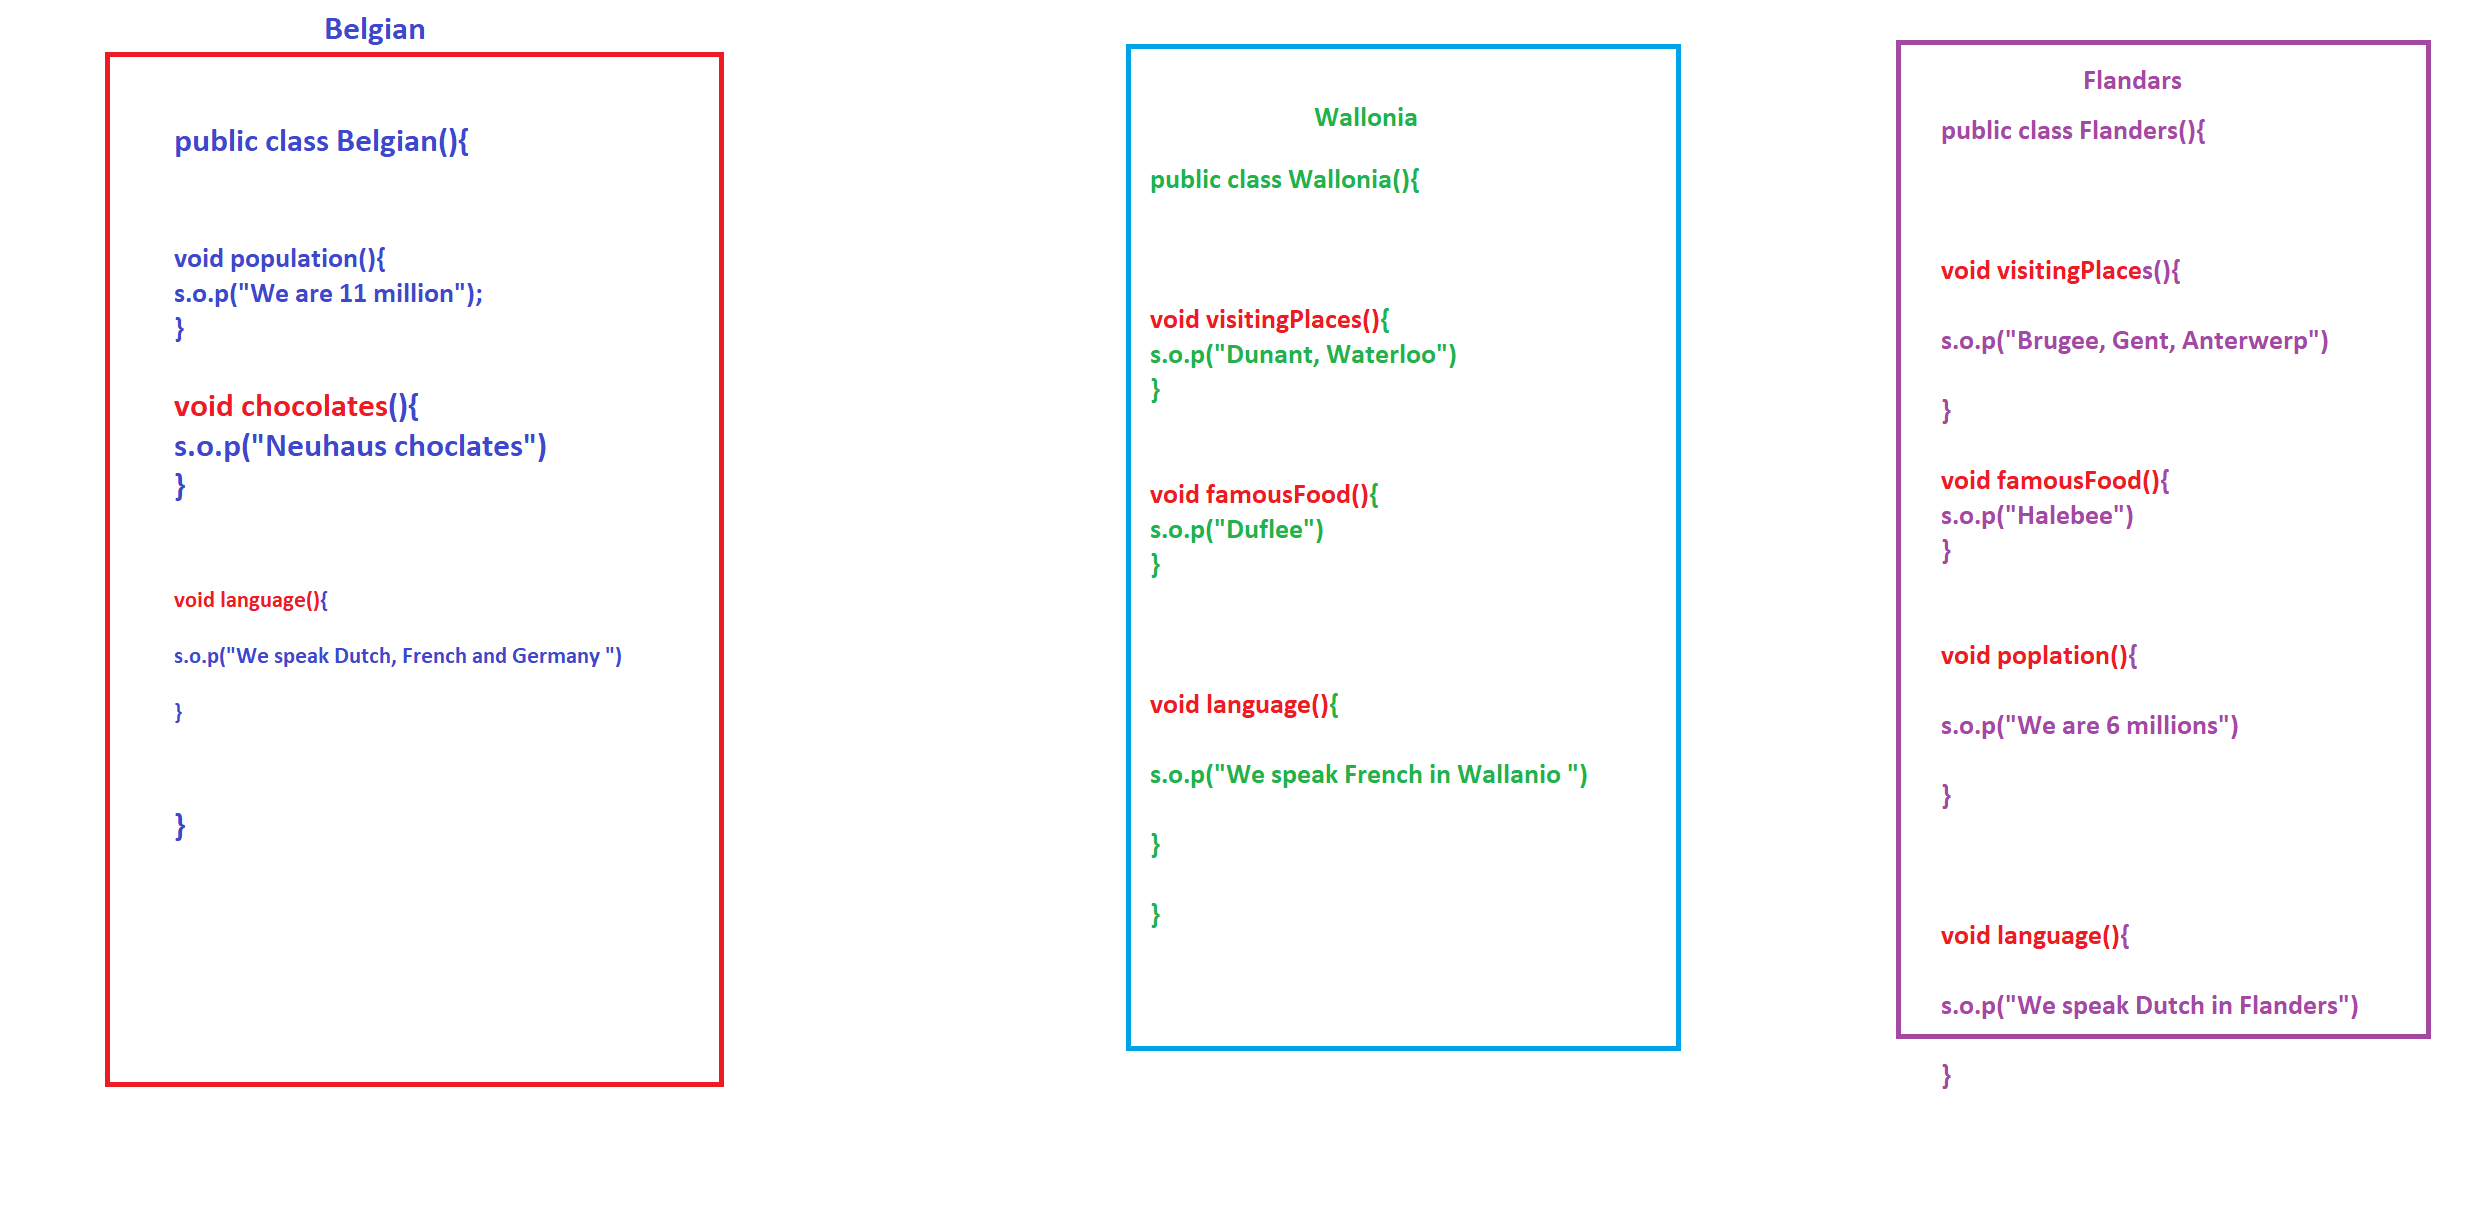 Belgian
public class Belgian(){
void population(){
s.o.p("We are 11 million");
}
void chocolates(){
s.o.p("Neuhaus choclates")
}
void language(){
s.o.p("We speak Dutch, French and Germany ")
}
}
Wallonia
public class Wallonia(){
void visitingPlaces(){
s.o.p("Dunant, Waterloo")
}
void famousFood(){
s.o.p("Duflee")
}
void language(){
s.o.p("We speak French in Wallanio ")
}
}
Flandars
public class Flanders(){
void visitingPlaces(){
s.o.p("Brugee, Gent, Anterwerp")
}
void famousFood(){
s.o.p("Halebee")
}
void poplation(){
s.o.p("We are 6 millions")
}
void language(){
s.o.p("We speak Dutch in Flanders")
}